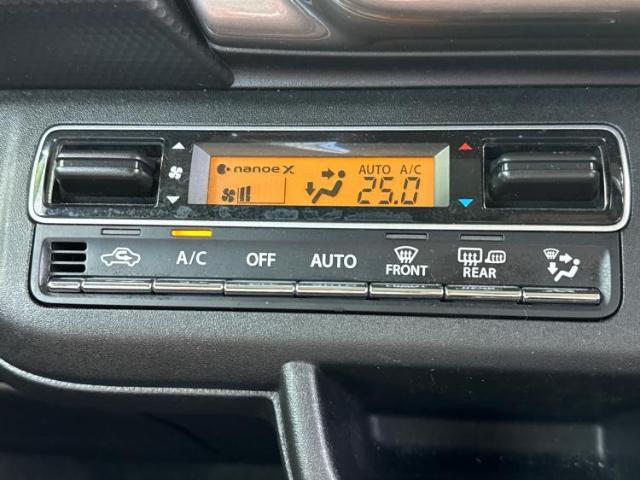 nanoe X AUTO A/C
25.0
A/C OFF AUTO FRONT REAR